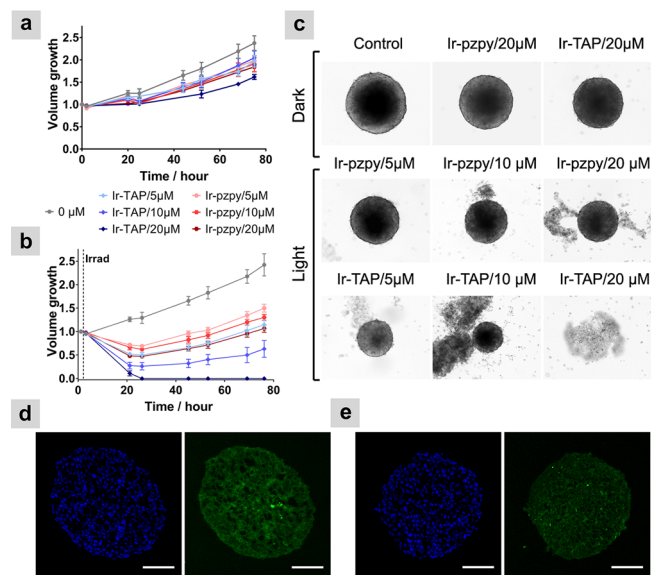 a
Volume growth
2.5
2.0
1.5
1.0
0.5
0.0
0 20 40 60 80
Time / hour
0 µM
Ir-TAP/5µM
Ir-pzpy/5µM
Ir-TAP/10µM
Ir-pzpy/10µM
Ir-TAP/20µM
Ir-pzpy/20µM
b
Irrad
Volume growth
2.5
2.0
1.5
1.0
0.5
0.0
0 20 40 60 80
Time / hour
c
Dark
Control Ir-pzpy/20µM Ir-TAP/20µM
Light
Ir-pzpy/5µM Ir-pzpy/10 µM Ir-pzpy/20 µM
Ir-TAP/5µM Ir-TAP/10 µM Ir-TAP/20 µM
d
e